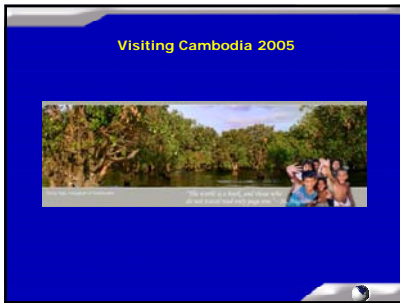 Visiting Cambodia 2005
"The world is a book, and those who
do not travel read only page one."